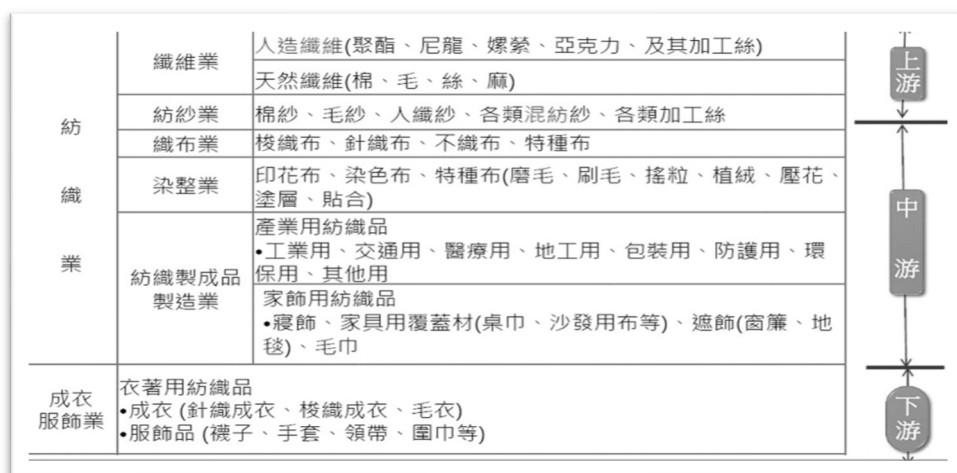 纖維業
人造纖維(聚酯、尼龍、嫘縈、亞克力、及其加工絲)
天然纖維(棉、毛、絲、麻)
上游
紡織業
紡紗業
棉紗、毛紗、人纖紗、各類混紡紗、各類加工絲
織布業
梭織布、針織布、不織布、特種布
染整業
印花布、染色布、特種布(磨毛、刷毛、搖粒、植絨、壓花、
塗層、貼合)
中游
紡織製成品
製造業
產業用紡織品
•工業用、交通用、醫療用、地工用、包裝用、防護用、環
保用、其他用
家飾用紡織品
•寢飾、家具用覆蓋材(桌巾、沙發用布等)、遮飾(窗簾、地
毯)、毛巾
成衣
服飾業
衣著用紡織品
•成衣 (針織成衣、梭織成衣、毛衣)
•服飾品 (襪子、手套、領帶、圍巾等)
下游